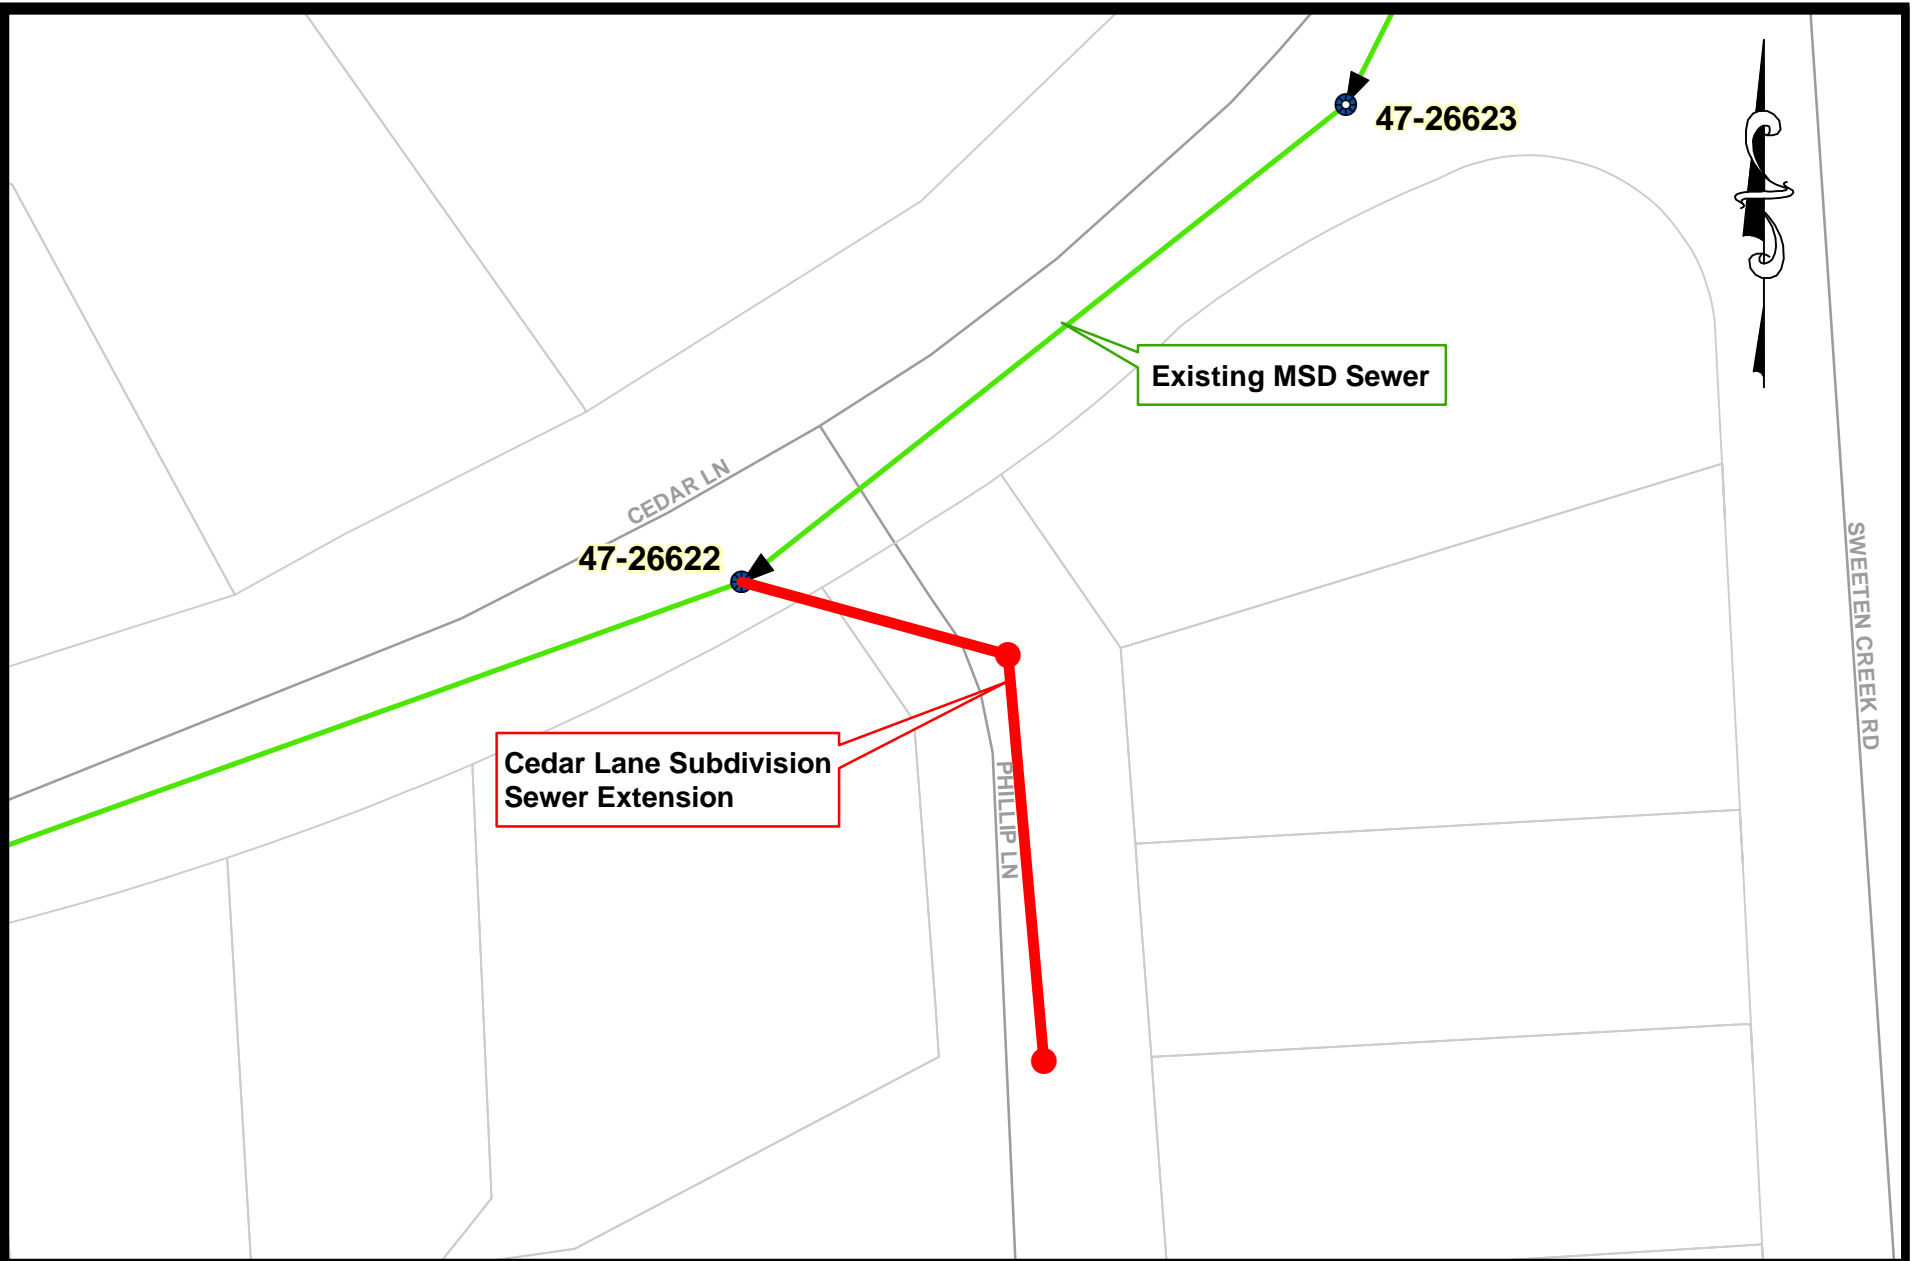 47-26623
Existing MSD Sewer
CEDAR LN
47-26622
SWEETEN CREEK RD
Cedar Lane Subdivision
Sewer Extension
PHILLIP LN